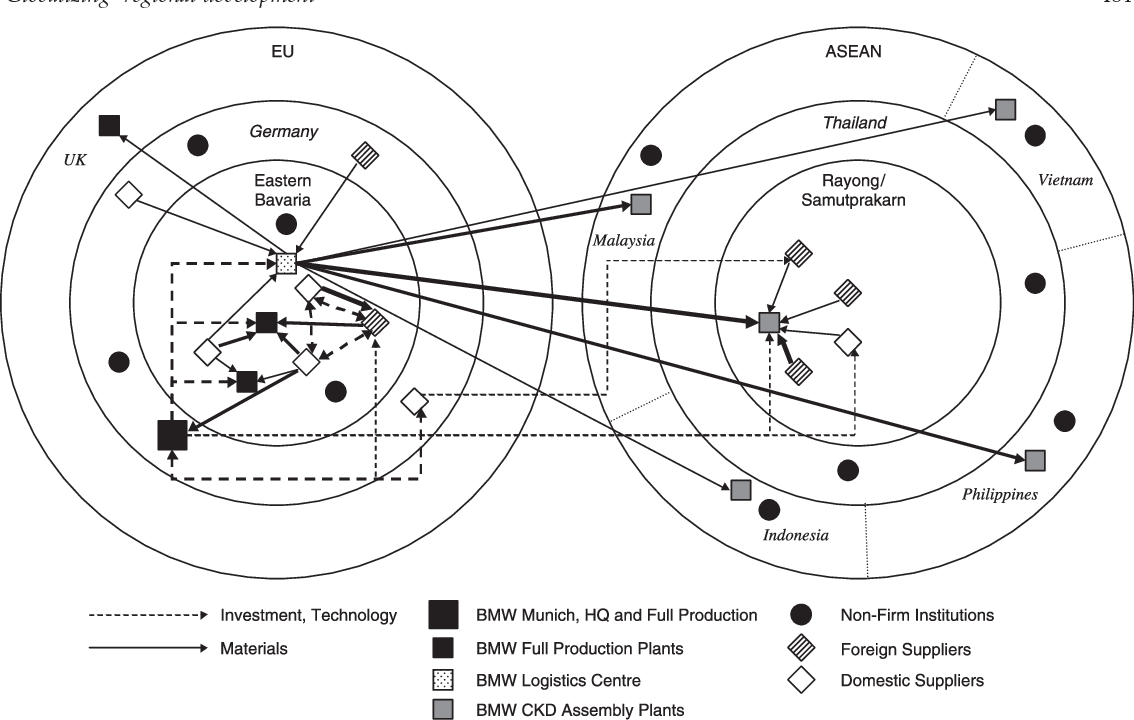 Globalizing' regional development
EU
ASEAN
Germany
Thailand
UK
Eastern
Bavaria
Rayong/
Samutprakarn
Vietnam
Malaysia
Philippines
Indonesia
Investment, Technology
Materials
BMW Munich, HQ and Full Production
BMW Full Production Plants
BMW Logistics Centre
BMW CKD Assembly Plants
Non-Firm Institutions
Foreign Suppliers
Domestic Suppliers